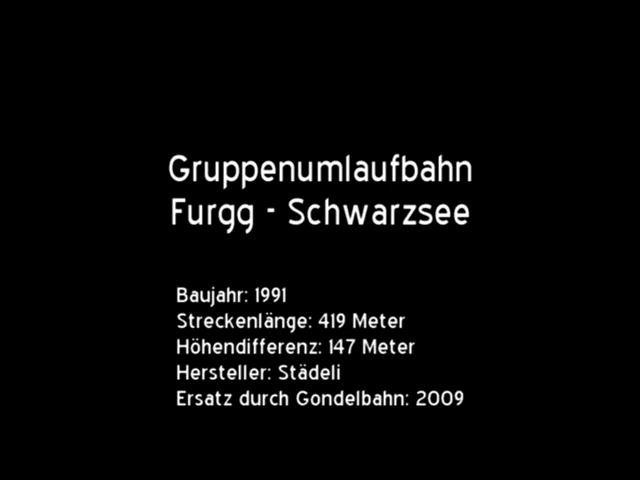 Gruppenumlaufbahn
Furgg - Schwarzsee
Baujahr: 1991
Streckenlänge: 419 Meter
Höhendifferenz: 147 Meter
Hersteller: Städeli
Ersatz durch Gondelbahn: 2009